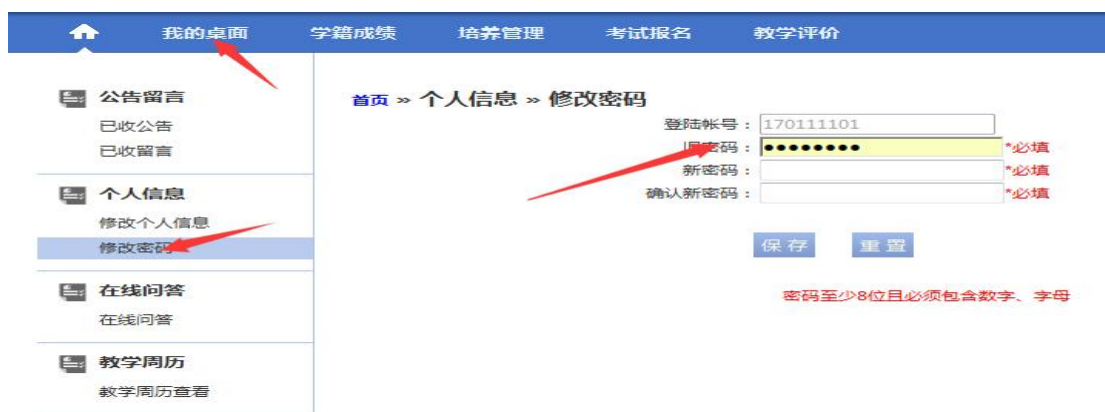 我的桌面 学籍成绩 培养管理 考试报名 教学评价
公告留言
已收公告
已收留言
个人信息
修改个人信息
修改密码
在线问答
在线问答
教学周历
教学周历查看
首页 » 个人信息 » 修改密码
登陆帐号： 170111101
旧密码： ●●●●●●●● *必填
新密码： *必填
确认新密码： *必填
保存 重置
密码至少8位且必须包含数字、字母